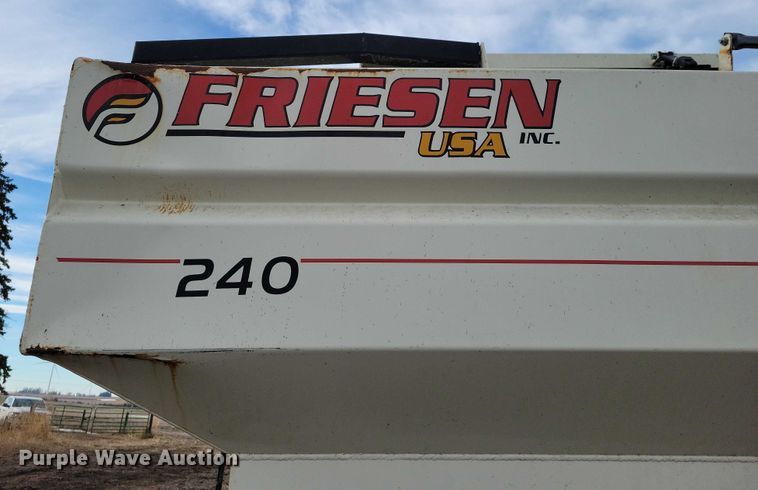 F FRIESEN
USA INC.
240
Purple Wave Auction